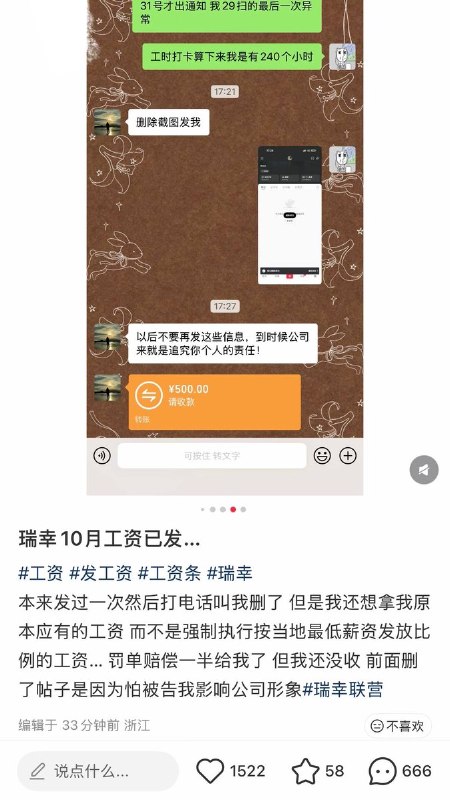 31号才出通知 我29扫的最后一次异
常
工时打卡算下来我是有240个小时
17:21
删除截图发我
17:27
以后不要再发这些信息，到时候公司
来就是追究你个人的责任！
¥500.00
请收款
转账
可按住 转文字
瑞幸10月工资已发...
#工资 #发工资 #工资条 #瑞幸
本来发过一次然后打电话叫我删了 但是我还想拿我原
本应有的工资 而不是强制执行按当地最低薪资发放比
例的工资... 罚单赔偿一半给我了 但我还没收 前面删
了帖子是因为怕被告我影响公司形象#瑞幸联营
编辑于 33分钟前 浙江
不喜欢
说点什么...
1522
58
666